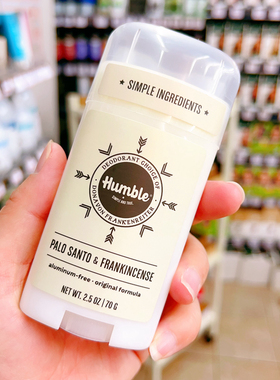 ★ SIMPLE INGREDIENTS ★
DEODORANT CHOICE OF
Humble
DONAVON FRANKENREITER
PALO SANTO & FRANKINCENSE
aluminum-free • original formula
NET WT. 2.5 OZ / 70 G